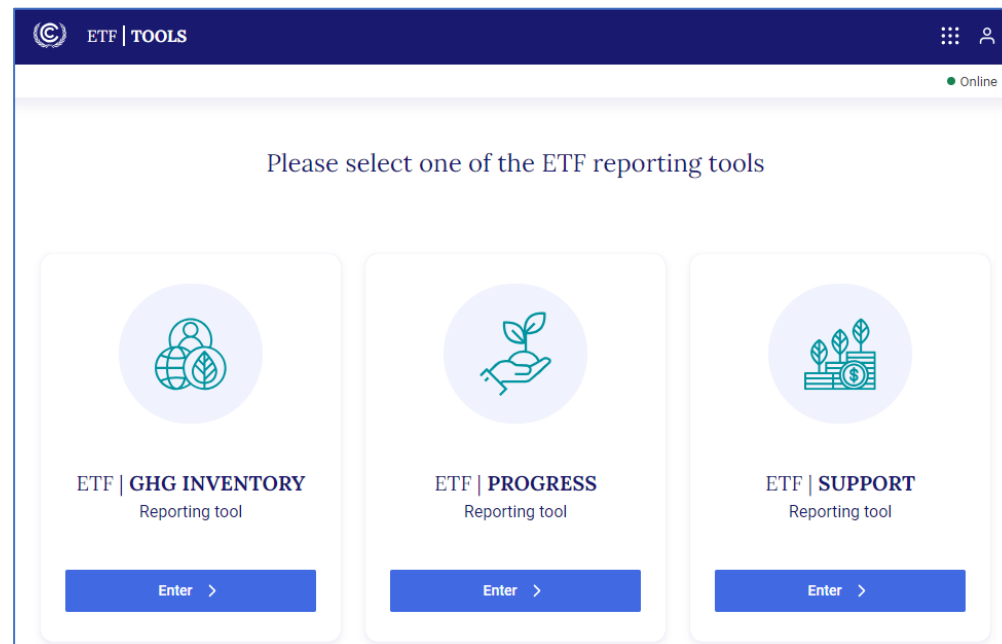 ETF | TOOLS
Online
Please select one of the ETF reporting tools
ETF | GHG INVENTORY
Reporting tool
Enter >
ETF | PROGRESS
Reporting tool
Enter >
ETF | SUPPORT
Reporting tool
Enter >